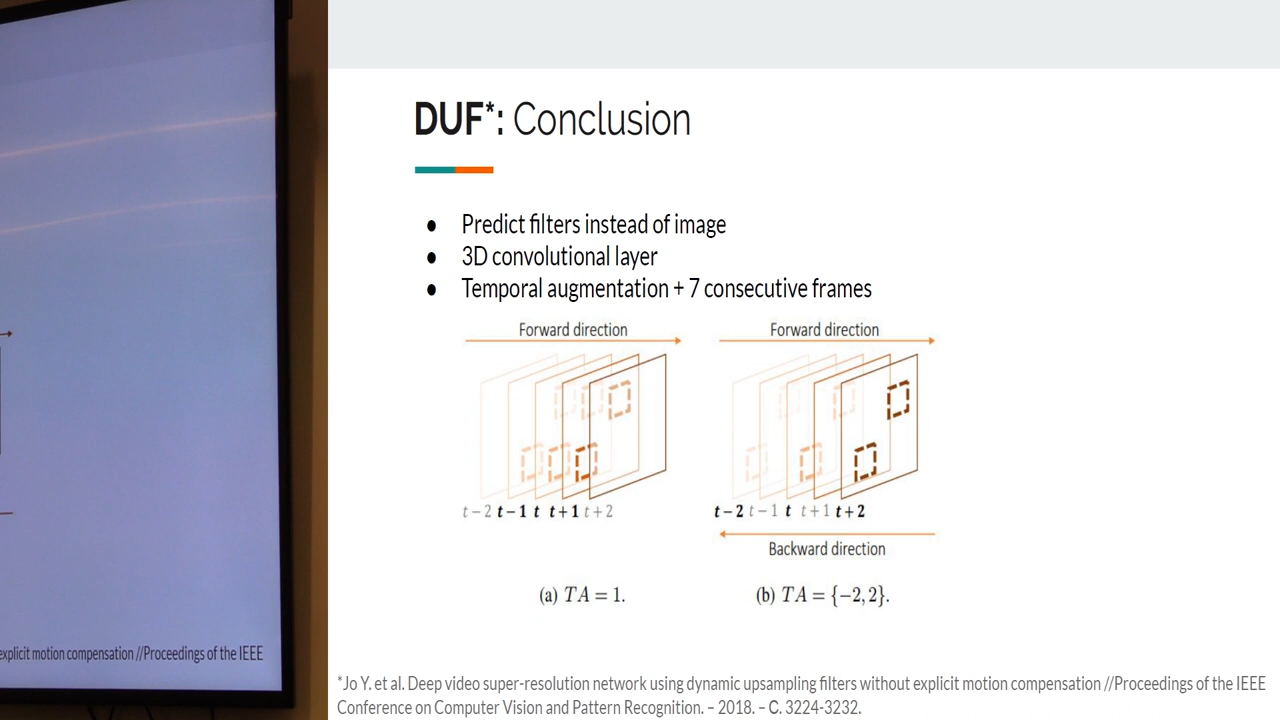 DUF*: Conclusion
● Predict filters instead of image
● 3D convolutional layer
● Temporal augmentation + 7 consecutive frames
Forward direction
Forward direction
t−2 t−1 t t+1 t+2
t−2 t−1 t t+1 t+2
Backward direction
(a) TA = 1.
(b) TA = {−2, 2}.
explicit motion compensation //Proceedings of the IEEE
*Jo Y. et al. Deep video super-resolution network using dynamic upsampling filters without explicit motion compensation //Proceedings of the IEEE
Conference on Computer Vision and Pattern Recognition. – 2018. – С. 3224-3232.